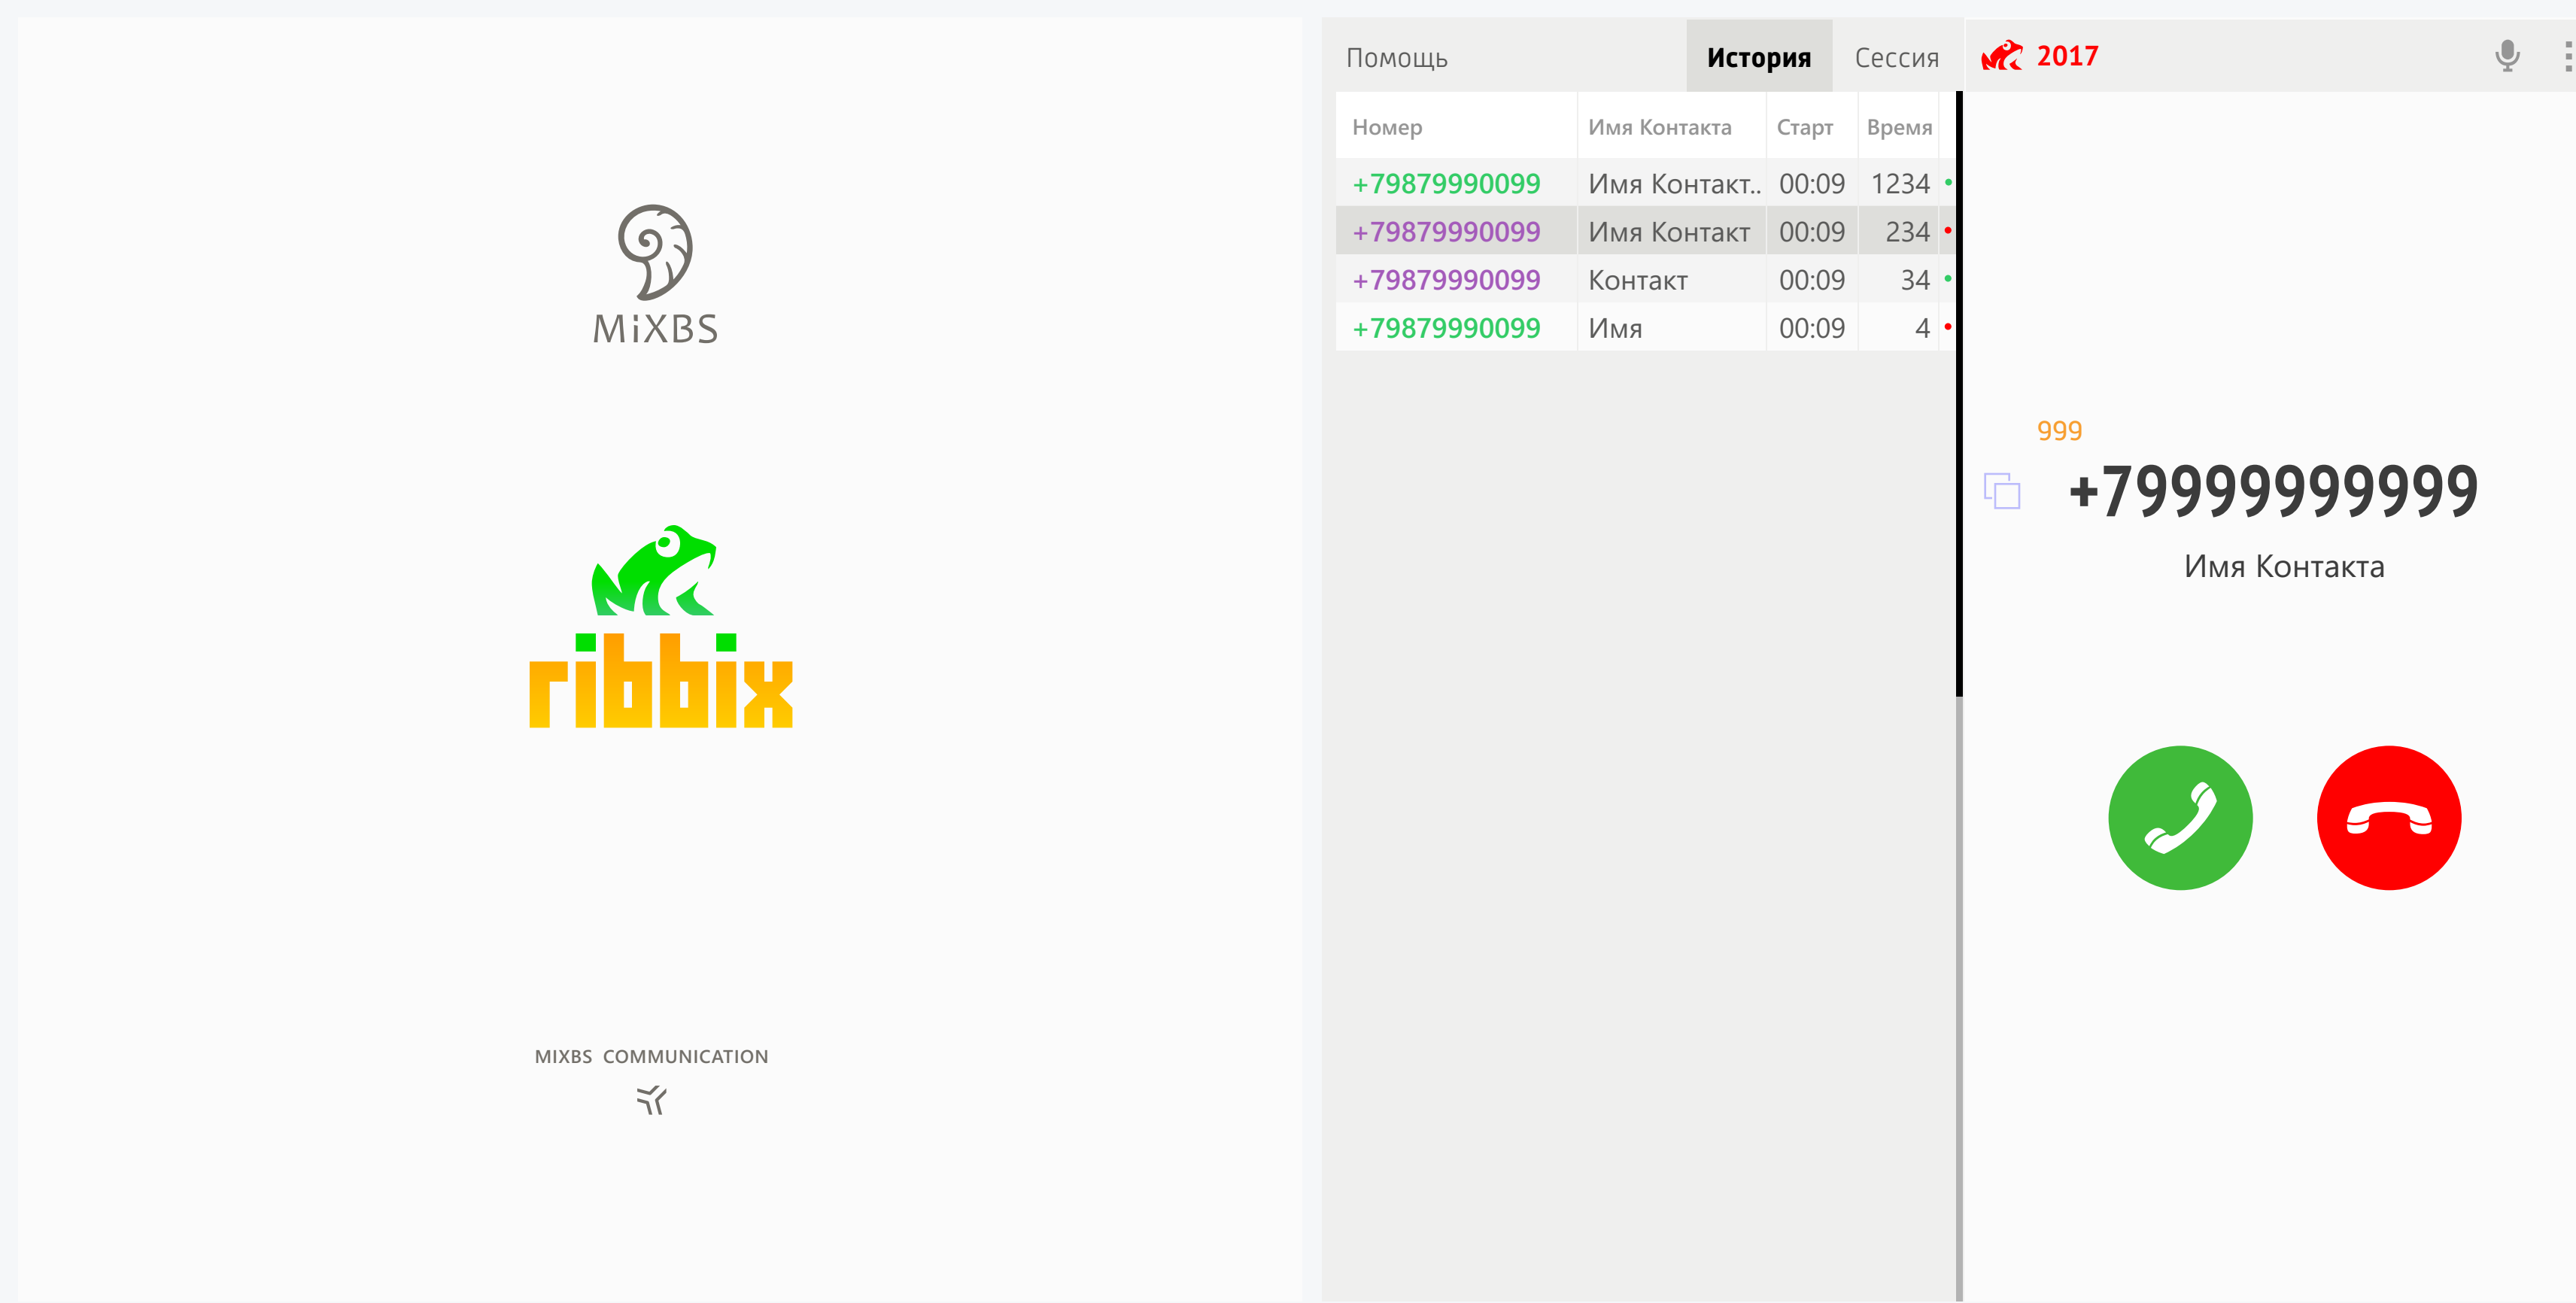 MiXBS
ribbix
MIXBS COMMUNICATION
Помощь
История
Сессия
Номер Имя Контакта Старт Время
+79879990099 Имя Контакт.. 00:09 1234
+79879990099 Имя Контакт 00:09 234
+79879990099 Контакт 00:09 34
+79879990099 Имя 00:09 4
2017
999
+79999999999
Имя Контакта